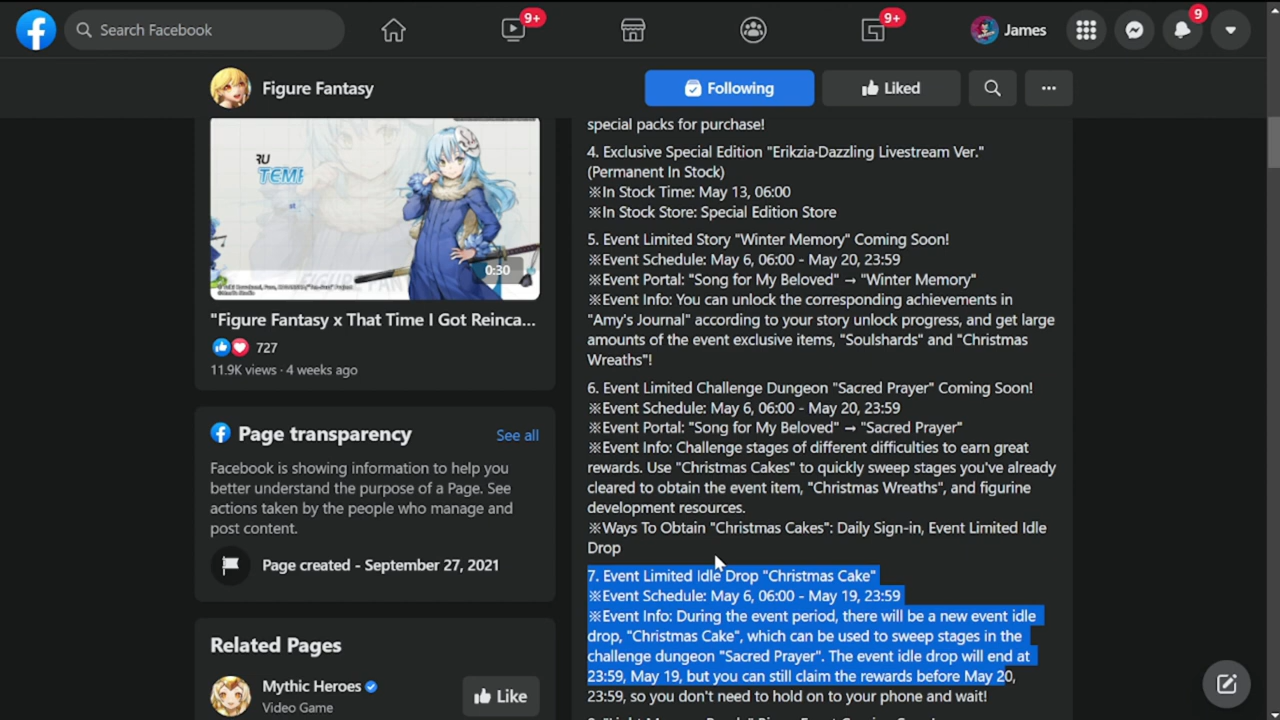 Search Facebook
9+
9+
James
9
Figure Fantasy
Following
Liked
RU
TEMP
0:30
"Figure Fantasy x That Time I Got Reinca...
727
11.9K views · 4 weeks ago
Page transparency
See all
Facebook is showing information to help you
better understand the purpose of a Page. See
actions taken by the people who manage and
post content.
Page created - September 27, 2021
Related Pages
Mythic Heroes
Video Game
Like
special packs for purchase!
4. Exclusive Special Edition "Erikzia·Dazzling Livestream Ver."
(Permanent In Stock)
※In Stock Time: May 13, 06:00
※In Stock Store: Special Edition Store
5. Event Limited Story "Winter Memory" Coming Soon!
※Event Schedule: May 6, 06:00 - May 20, 23:59
※Event Portal: "Song for My Beloved" → "Winter Memory"
※Event Info: You can unlock the corresponding achievements in
"Amy's Journal" according to your story unlock progress, and get large
amounts of the event exclusive items, "Soulshards" and "Christmas
Wreaths"!
6. Event Limited Challenge Dungeon "Sacred Prayer" Coming Soon!
※Event Schedule: May 6, 06:00 - May 20, 23:59
※Event Portal: "Song for My Beloved" → "Sacred Prayer"
※Event Info: Challenge stages of different difficulties to earn great
rewards. Use "Christmas Cakes" to quickly sweep stages you've already
cleared to obtain the event item, "Christmas Wreaths", and figurine
development resources.
※Ways To Obtain "Christmas Cakes": Daily Sign-in, Event Limited Idle
Drop
7. Event Limited Idle Drop "Christmas Cake"
※Event Schedule: May 6, 06:00 - May 19, 23:59
※Event Info: During the event period, there will be a new event idle
drop, "Christmas Cake", which can be used to sweep stages in the
challenge dungeon "Sacred Prayer". The event idle drop will end at
23:59, May 19, but you can still claim the rewards before May 20,
23:59, so you don't need to hold on to your phone and wait!